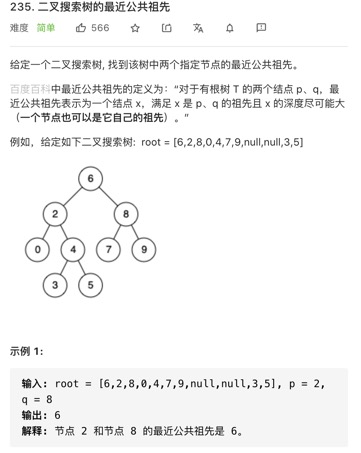 235. 二叉搜索树的最近公共祖先
难度 简单 566
给定一个二叉搜索树, 找到该树中两个指定节点的最近公共祖先。
百度百科中最近公共祖先的定义为：“对于有根树 T 的两个结点 p、q，最
近公共祖先表示为一个结点 x，满足 x 是 p、q 的祖先且 x 的深度尽可能大
（一个节点也可以是它自己的祖先）。”
例如，给定如下二叉搜索树: root = [6,2,8,0,4,7,9,null,null,3,5]
6
2 8
0 4 7 9
3 5
示例 1:
输入: root = [6,2,8,0,4,7,9,null,null,3,5], p = 2,
q = 8
输出: 6
解释: 节点 2 和节点 8 的最近公共祖先是 6。